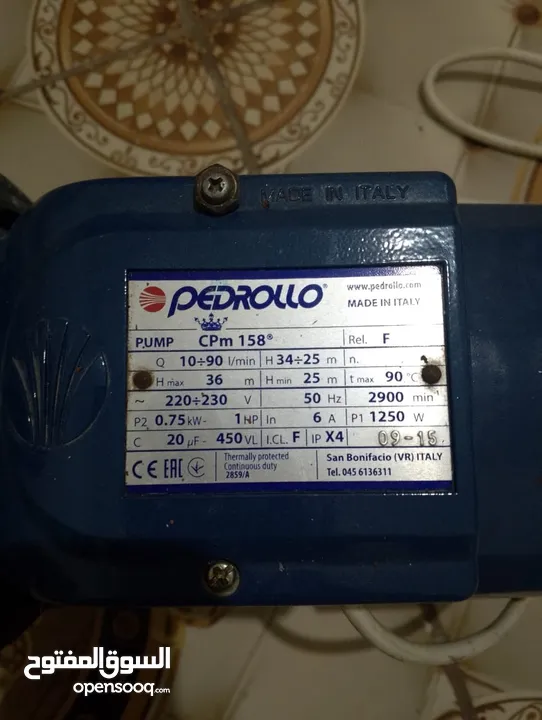 MADE IN ITALY
PEDROLLO®
www.pedrollo.com
MADE IN ITALY
PUMP CPm 158® Rel. F
Q 10÷90 l/min H 34÷25 m n.
H max 36 m H min 25 m t max 90 °C
~ 220÷230 V 50 Hz 2900 min
P2 0.75 kW - 1 HP In 6 A P1 1250 W
C 20 µF - 450 VL I.CL. F IP X4 09-15
CE EAC
Thermally protected
Continuous duty
2859/A
San Bonifacio (VR) ITALY
Tel. 045 6136311
السوق المفتوح
opensooq.com